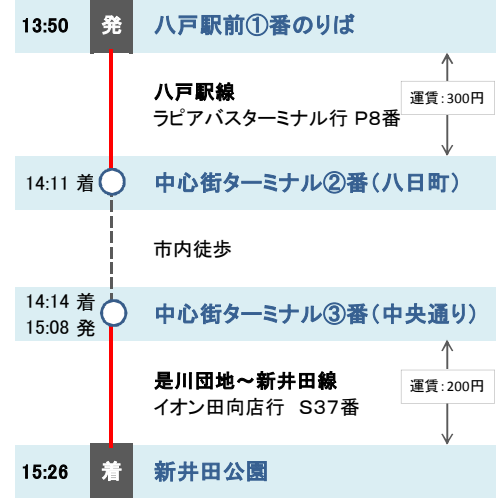 13:50 発 八戸駅前①番のりば
八戸駅線
運賃:300円
ラピアバスターミナル行 P8番
14:11 着 中心街ターミナル②番(八日町)
市内徒歩
14:14 着
中心街ターミナル③番(中央通り)
15:08 発
是川団地~新井田線
運賃:200円
イオン田向店行 S37番
15:26 着 新井田公園